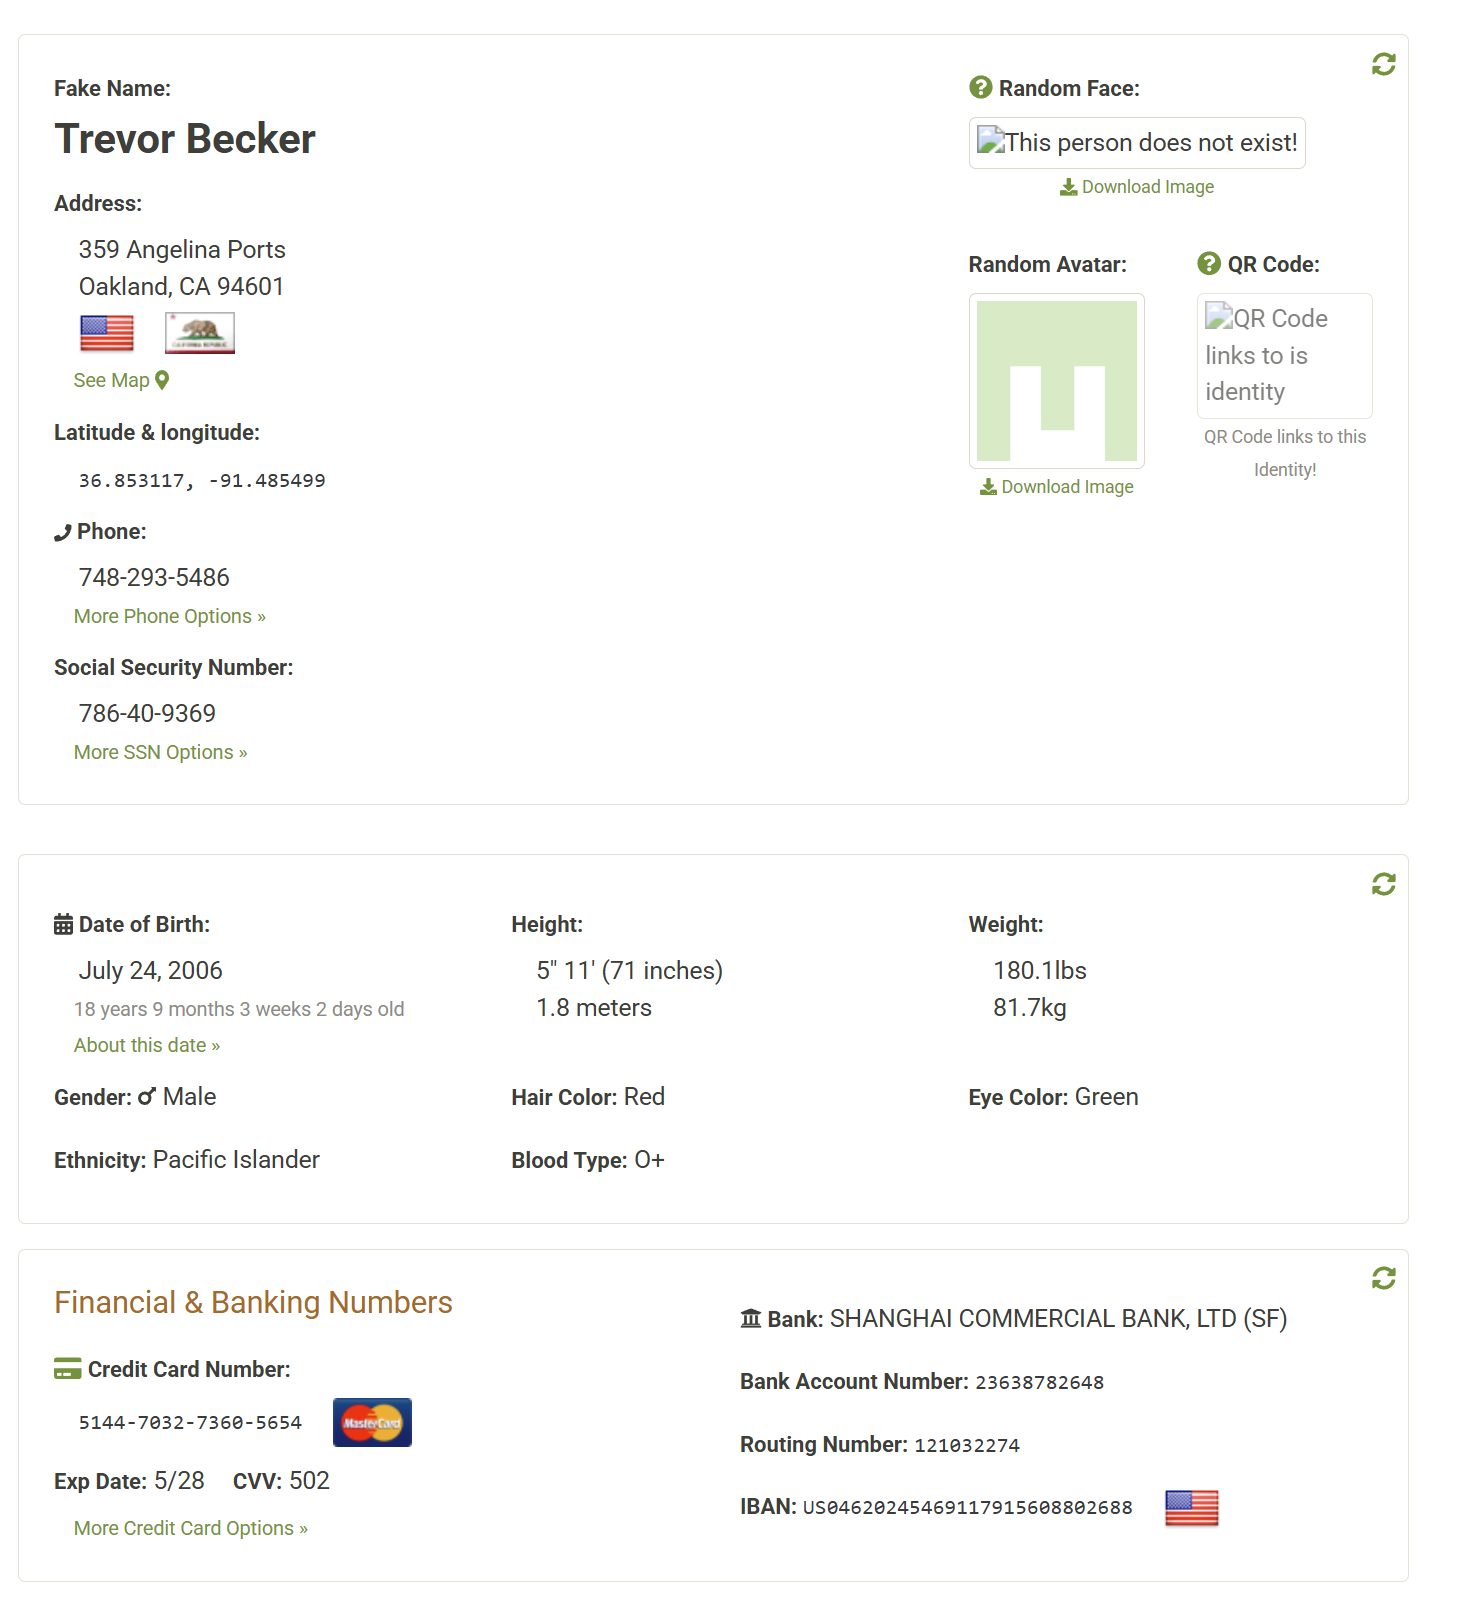 Fake Name:
Trevor Becker
Address:
359 Angelina Ports
Oakland, CA 94601
CALIFORNIA REPUBLIC
See Map
Latitude & longitude:
36.853117, -91.485499
Phone:
748-293-5486
More Phone Options »
Social Security Number:
786-40-9369
More SSN Options »
? Random Face:
This person does not exist!
Download Image
Random Avatar:
Download Image
? QR Code:
QR Code
links to is
identity
QR Code links to this
Identity!
Date of Birth:
July 24, 2006
18 years 9 months 3 weeks 2 days old
About this date »
Height:
5" 11' (71 inches)
1.8 meters
Weight:
180.1lbs
81.7kg
Gender: ♂ Male
Hair Color: Red
Eye Color: Green
Ethnicity: Pacific Islander
Blood Type: O+
Financial & Banking Numbers
Credit Card Number:
5144-7032-7360-5654
MasterCard
Exp Date: 5/28 CVV: 502
More Credit Card Options »
Bank: SHANGHAI COMMERCIAL BANK, LTD (SF)
Bank Account Number: 23638782648
Routing Number: 121032274
IBAN: US04620245469117915608802688